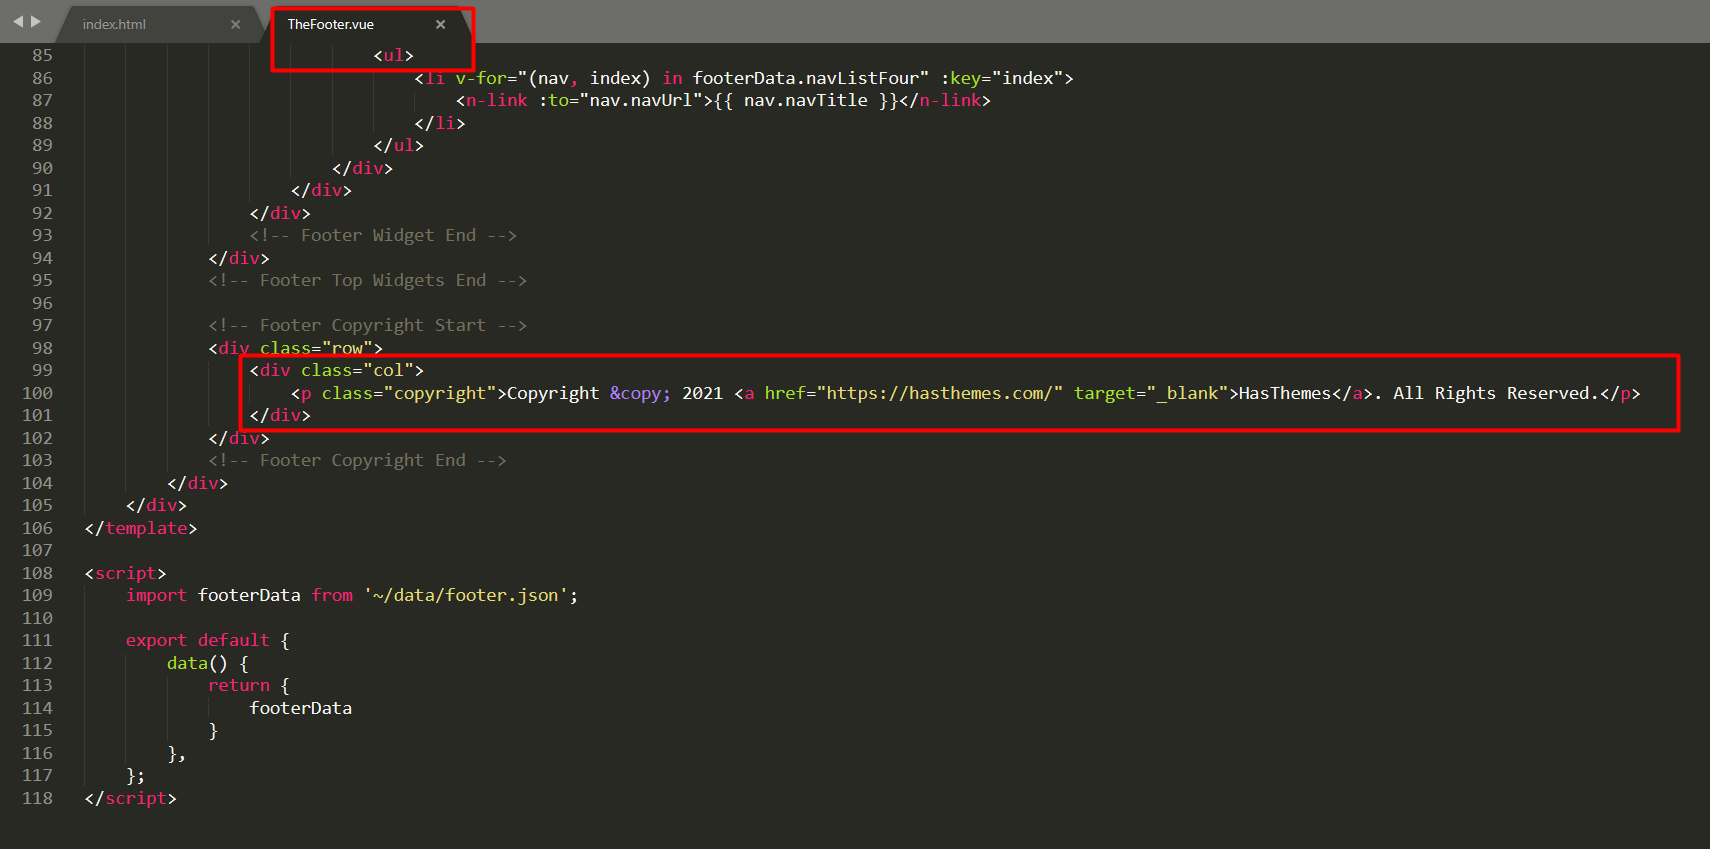 index.html × TheFooter.vue ×
85 <ul>
86 <li v-for="(nav, index) in footerData.navListFour" :key="index">
87 <n-link :to="nav.navUrl">{{ nav.navTitle }}</n-link>
88 </li>
89 </ul>
90 </div>
91 </div>
92 </div>
93 <!-- Footer Widget End -->
94 </div>
95 <!-- Footer Top Widgets End -->
96
97 <!-- Footer Copyright Start -->
98 <div class="row">
99 <div class="col">
100 <p class="copyright">Copyright &copy; 2021 <a href="https://hasthemes.com/" target="_blank">HasThemes</a>. All Rights Reserved.</p>
101 </div>
102 </div>
103 <!-- Footer Copyright End -->
104 </div>
105 </div>
106 </template>
107
108 <script>
109 import footerData from '~/data/footer.json';
110
111 export default {
112 data() {
113 return {
114 footerData
115 }
116 },
117 };
118 </script>